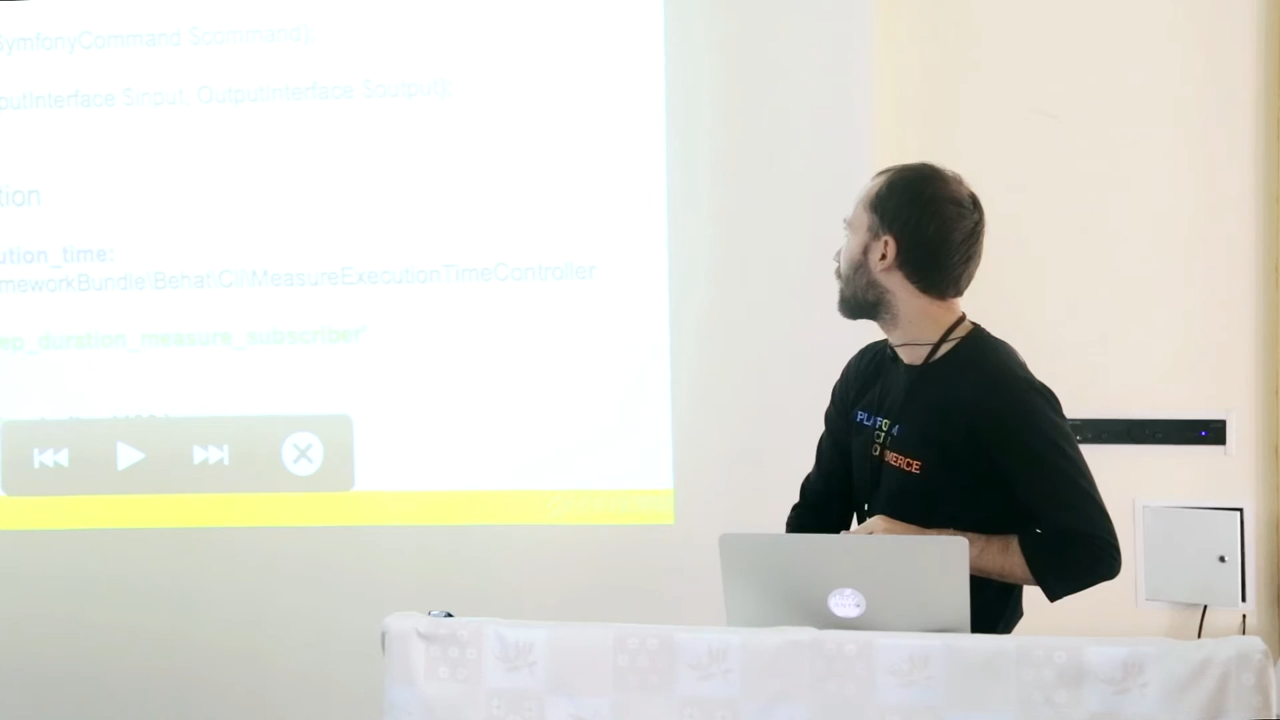 SymfonyCommand $command);
putInterface $input, OutputInterface $output);
tion
ution_time:
meworkBundle\Behat\Cli\MeasureExecutionTimeController
ep_duration_measure_subscriber'
PLATFORM
MERCE